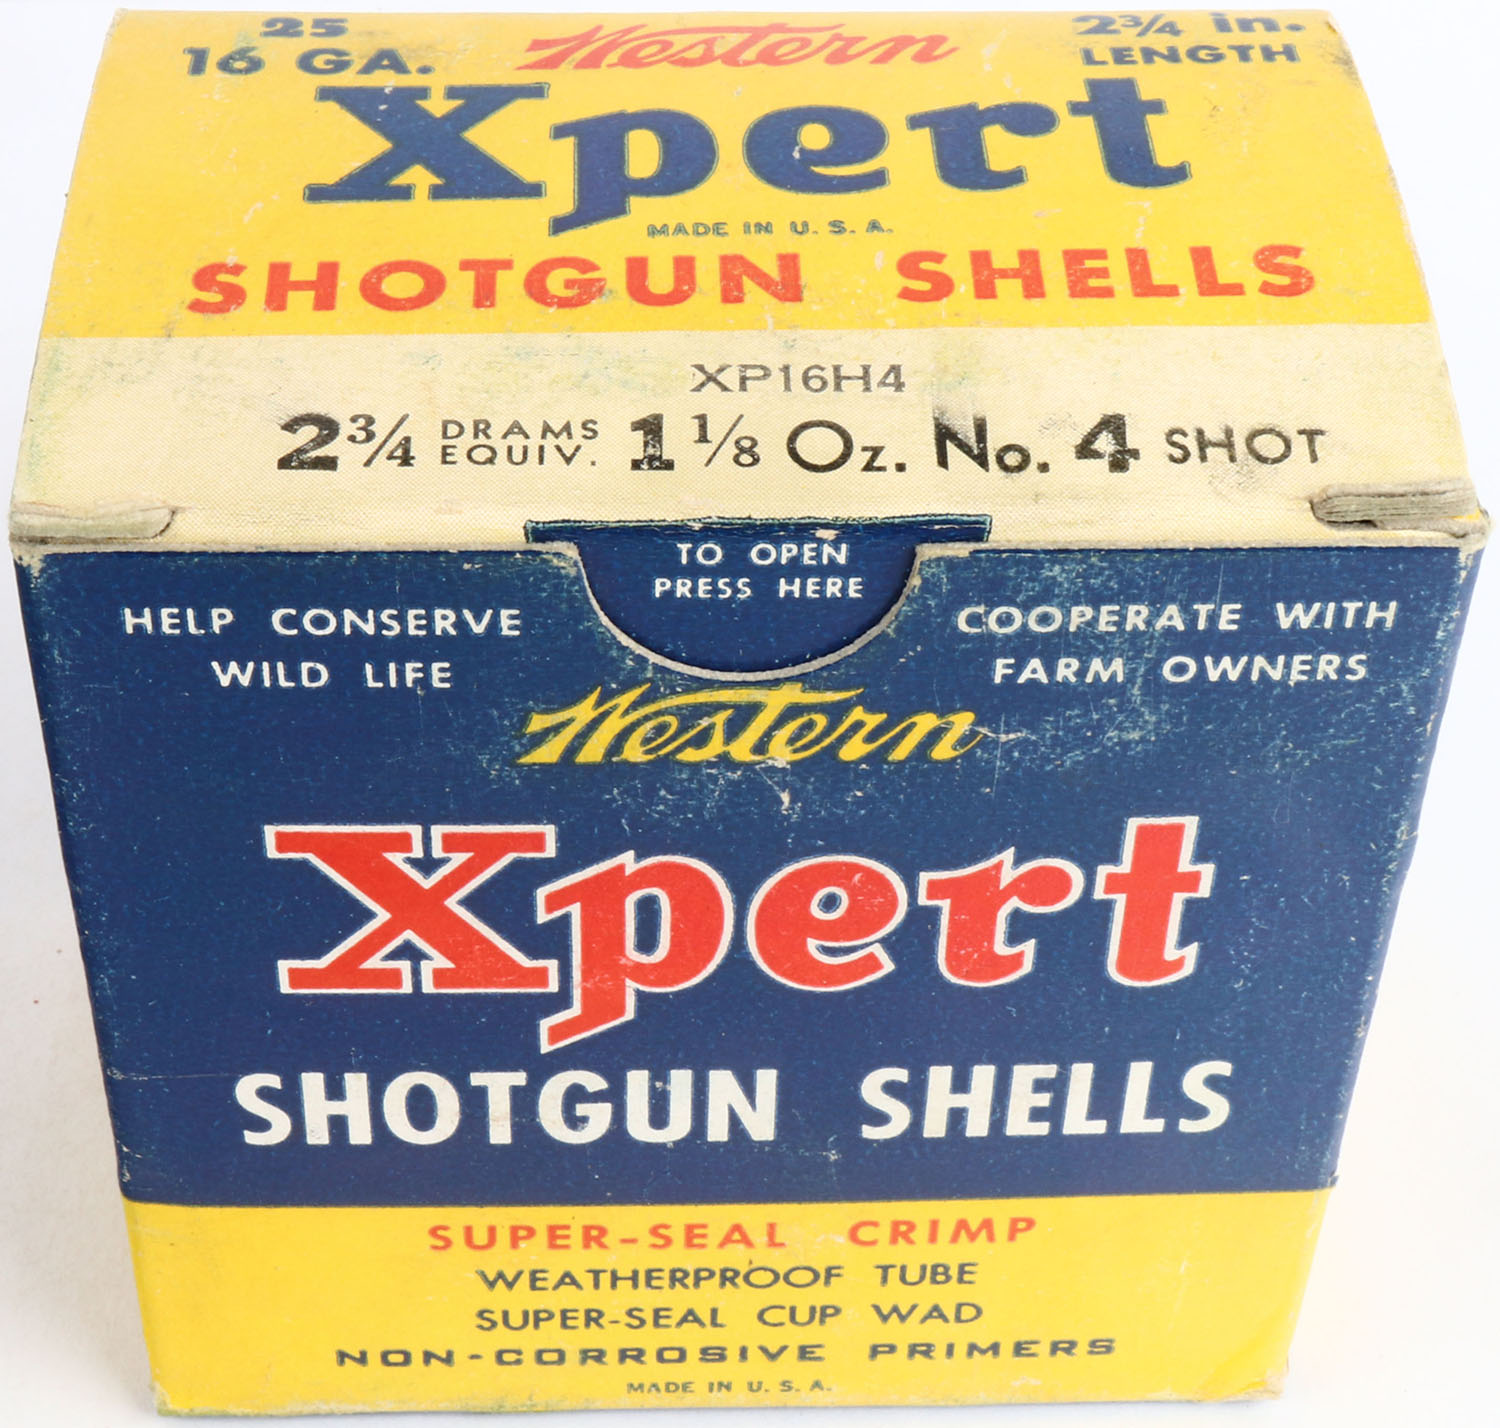 25
16 GA.
Western
2¾ in.
LENGTH
Xpert
MADE IN U. S. A.
SHOTGUN SHELLS
XP16H4
2¾ DRAMS EQUIV. 1⅛ Oz. No. 4 SHOT
TO OPEN
PRESS HERE
HELP CONSERVE
WILD LIFE
COOPERATE WITH
FARM OWNERS
Western
Xpert
SHOTGUN SHELLS
SUPER-SEAL CRIMP
WEATHERPROOF TUBE
SUPER-SEAL CUP WAD
NON-CORROSIVE PRIMERS
MADE IN U. S. A.